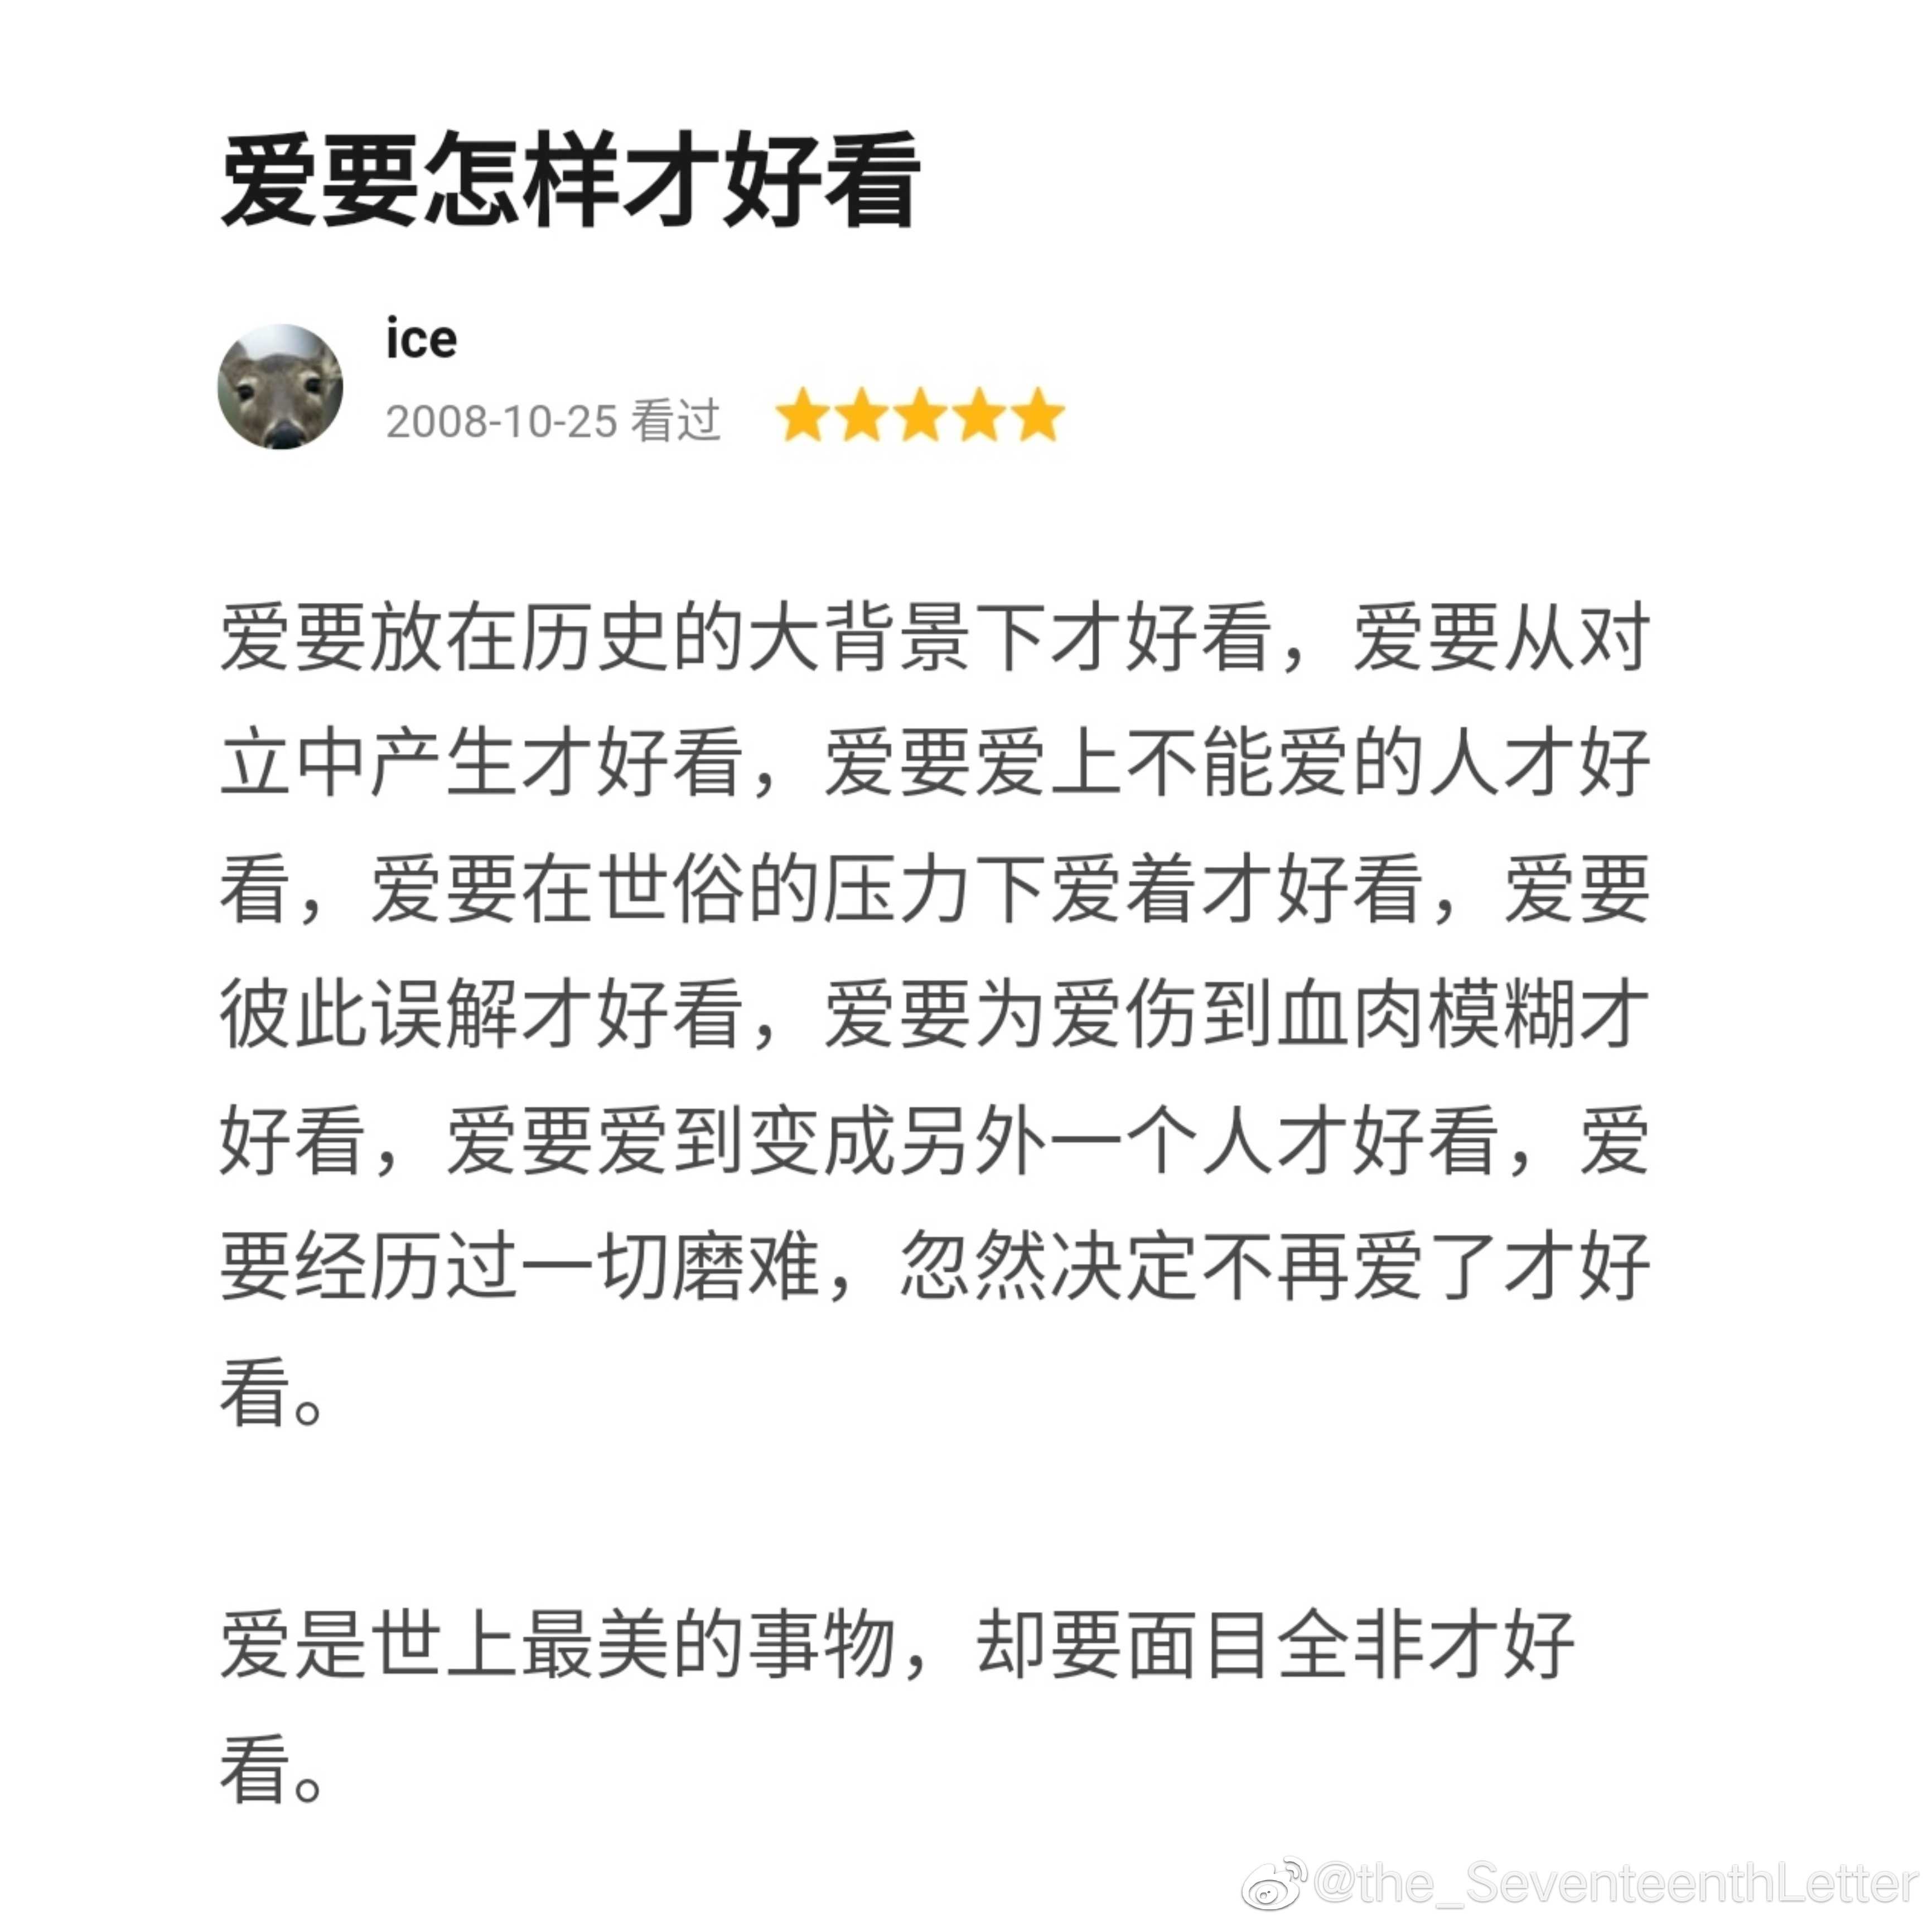 爱要怎样才好看
ice
2008-10-25 看过
爱要放在历史的大背景下才好看，爱要从对
立中产生才好看，爱要爱上不能爱的人才好
看，爱要在世俗的压力下爱着才好看，爱要
彼此误解才好看，爱要为爱伤到血肉模糊才
好看，爱要爱到变成另外一个人才好看，爱
要经历过一切磨难，忽然决定不再爱了才好
看。
爱是世上最美的事物，却要面目全非才好
看。
@the_SeventeenthLetter